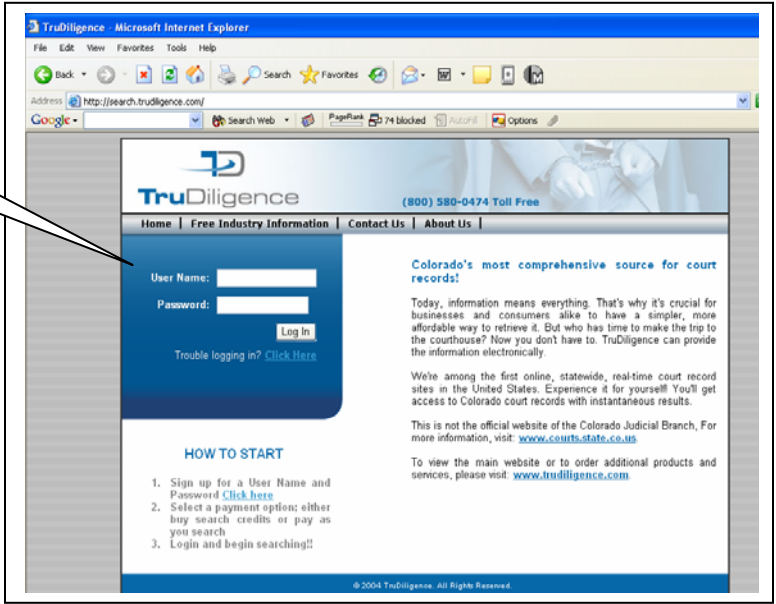 TruDiligence - Microsoft Internet Explorer
File Edit View Favorites Tools Help
Back Search Favorites
Address http://search.trudiligence.com/
Google Search Web PageRank 74 blocked AutoFill Options
TruDiligence
(800) 580-0474 Toll Free
Home | Free Industry Information | Contact Us | About Us |
User Name:
Password:
Log In
Trouble logging in? Click Here
HOW TO START
1. Sign up for a User Name and
Password Click here
2. Select a payment option; either
buy search credits or pay as
you search
3. Login and begin searching!!
Colorado's most comprehensive source for court
records!
Today, information means everything. That's why it's crucial for
businesses and consumers alike to have a simpler, more
affordable way to retrieve it. But who has time to make the trip to
the courthouse? Now you don't have to. TruDiligence can provide
the information electronically.
We're among the first online, statewide, real-time court record
sites in the United States. Experience it for yourself! You'll get
access to Colorado court records with instantaneous results.
This is not the official website of the Colorado Judicial Branch, For
more information, visit: www.courts.state.co.us.
To view the main website or to order additional products and
services, please visit: www.trudiligence.com.
© 2004 TruDiligence. All Rights Reserved.